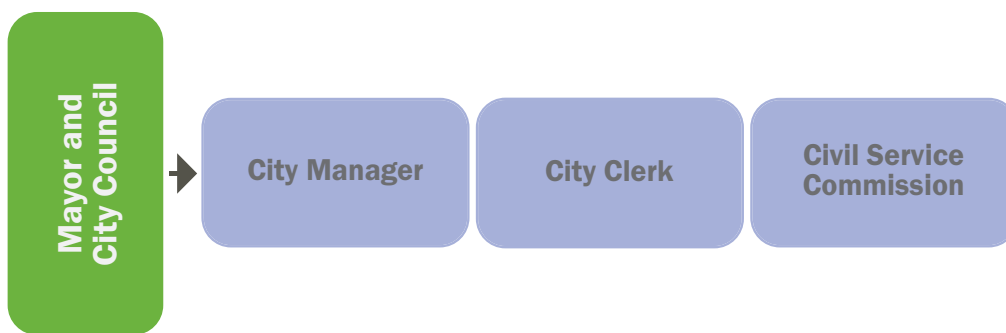 Mayor and
City Council
City Manager
City Clerk
Civil Service
Commission